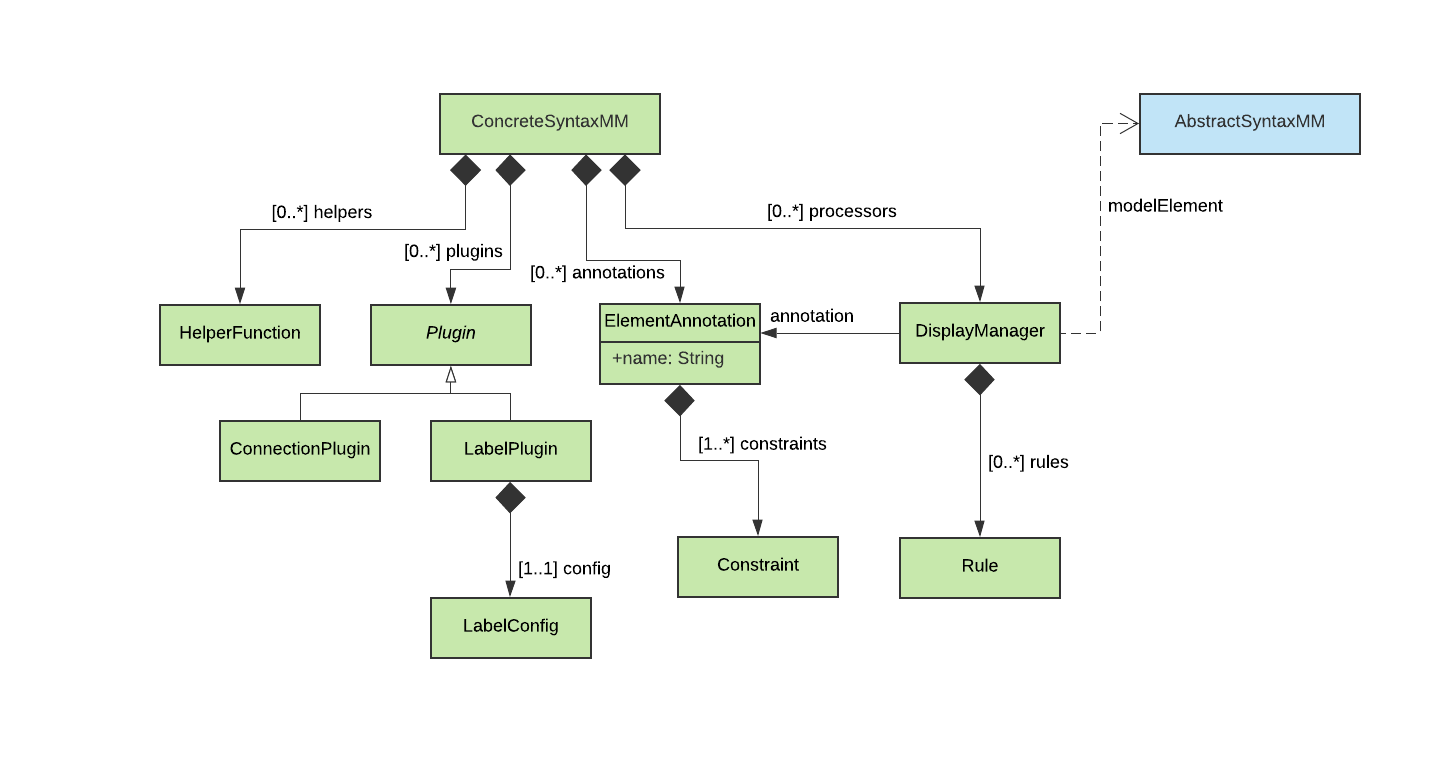 ConcreteSyntaxMM
AbstractSyntaxMM
[0..*] helpers
[0..*] plugins
[0..*] annotations
[0..*] processors
modelElement
HelperFunction
Plugin
ElementAnnotation
+name: String
annotation
DisplayManager
ConnectionPlugin
LabelPlugin
[1..*] constraints
[0..*] rules
[1..1] config
Constraint
Rule
LabelConfig